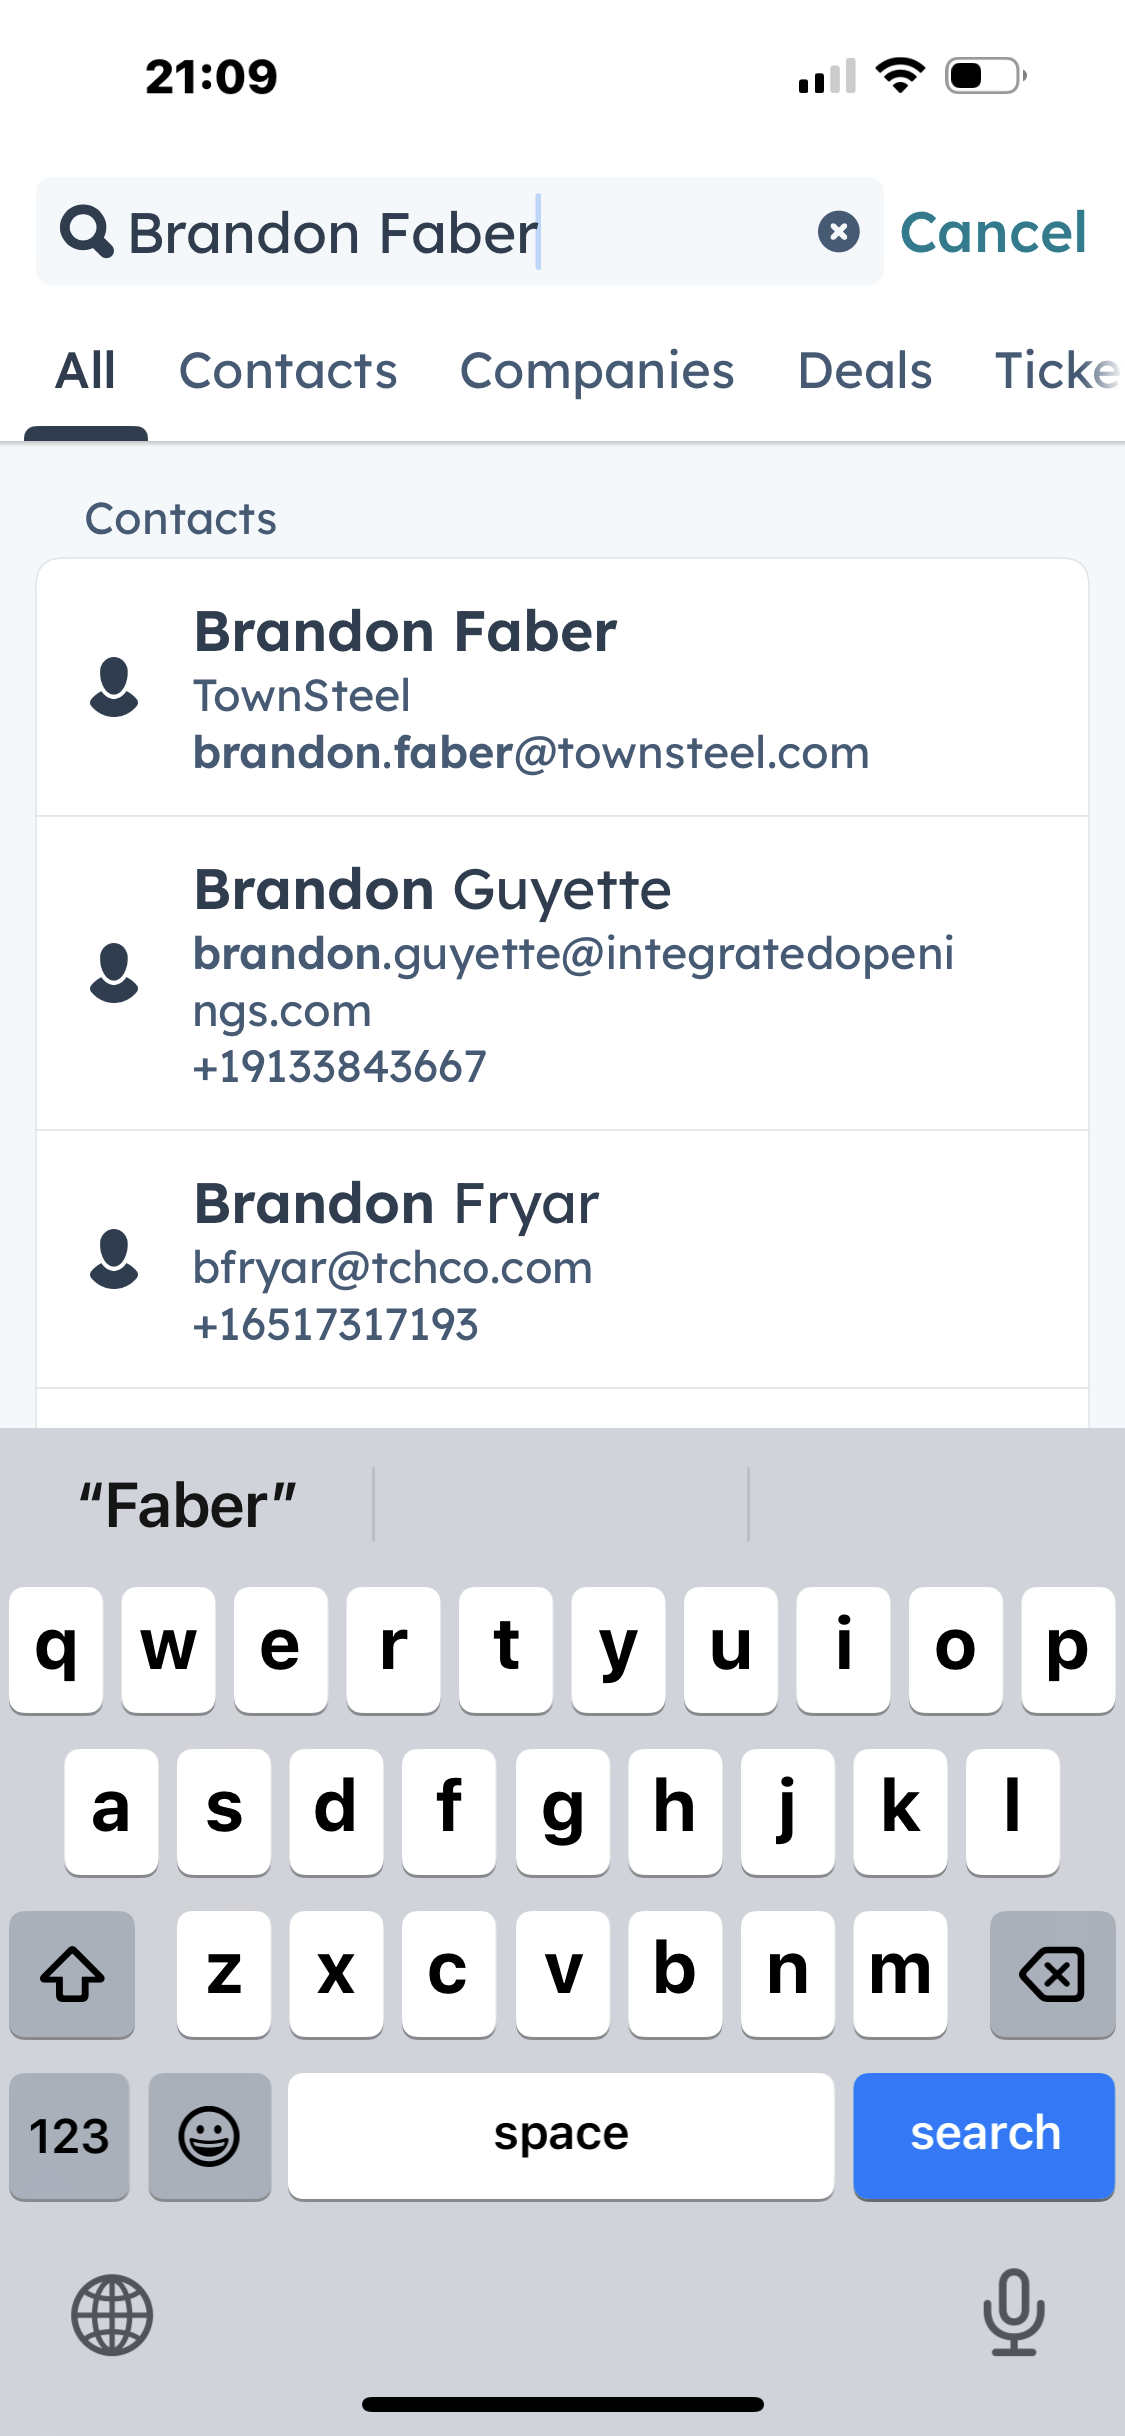 21:09
Brandon Faber
Cancel
All Contacts Companies Deals Ticke
Contacts
Brandon Faber
TownSteel
brandon.faber@townsteel.com
Brandon Guyette
brandon.guyette@integratedopeni
ngs.com
+19133843667
Brandon Fryar
bfryar@tchco.com
+16517317193
“Faber”
q w e r t y u i o p
a s d f g h j k l
z x c v b n m
123 space search